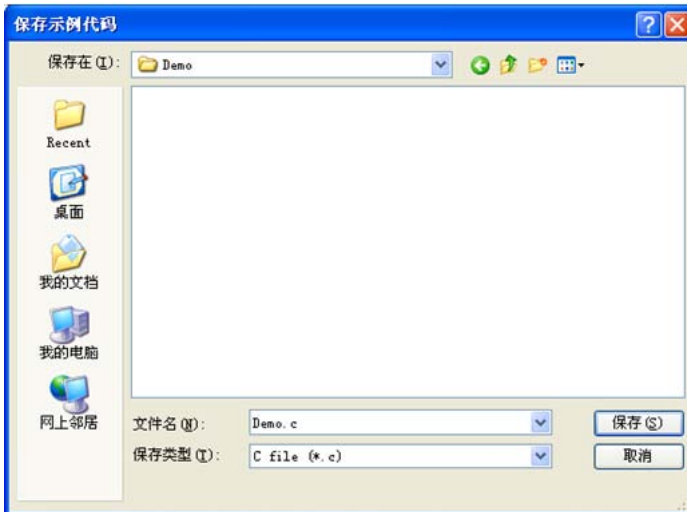 保存示例代码
保存在(I):
Demo
Recent
桌面
我的文档
我的电脑
网上邻居
文件名(N):
Demo.c
保存(S)
保存类型(T):
C file (*.c)
取消